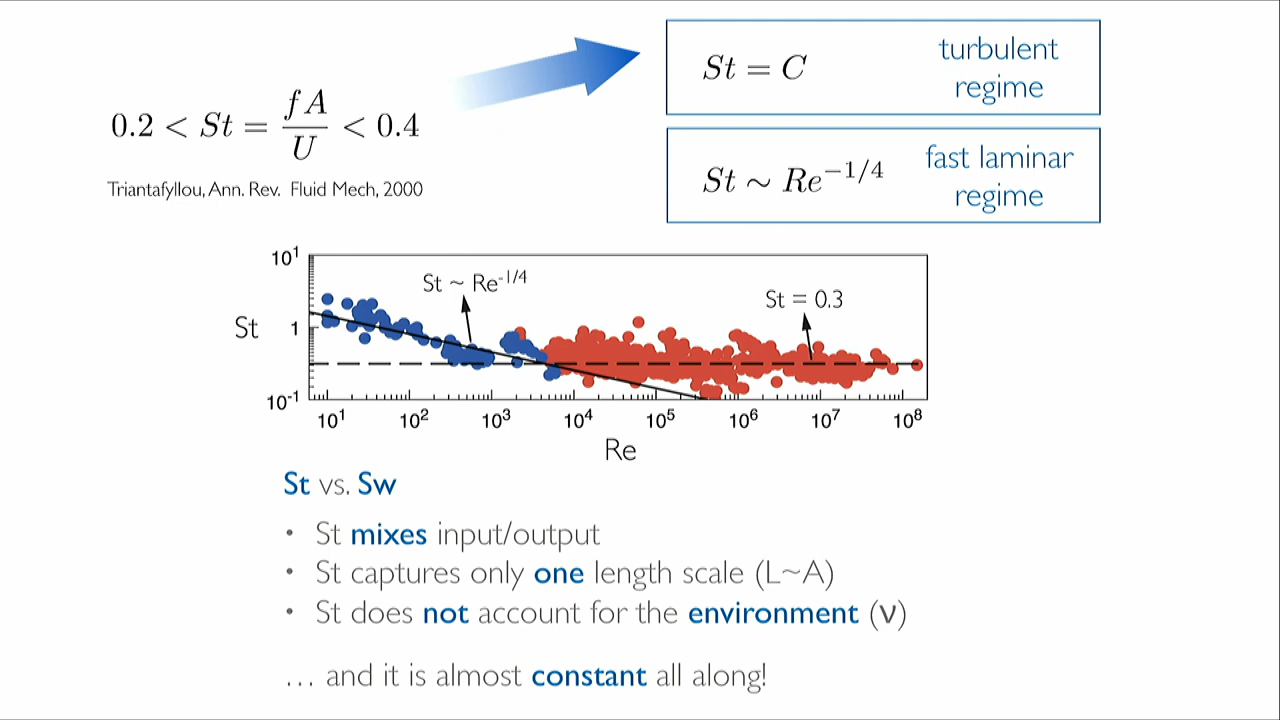 0.2 < St = fA/U < 0.4
Triantafyllou, Ann. Rev. Fluid Mech, 2000
St = C
turbulent
regime
St ~ Re^{-1/4}
fast laminar
regime
10^1
1
10^{-1}
St
St ~ Re^{-1/4}
St = 0.3
10^1 10^2 10^3 10^4 10^5 10^6 10^7 10^8
Re
St vs. Sw
• St mixes input/output
• St captures only one length scale (L~A)
• St does not account for the environment (ν)
... and it is almost constant all along!